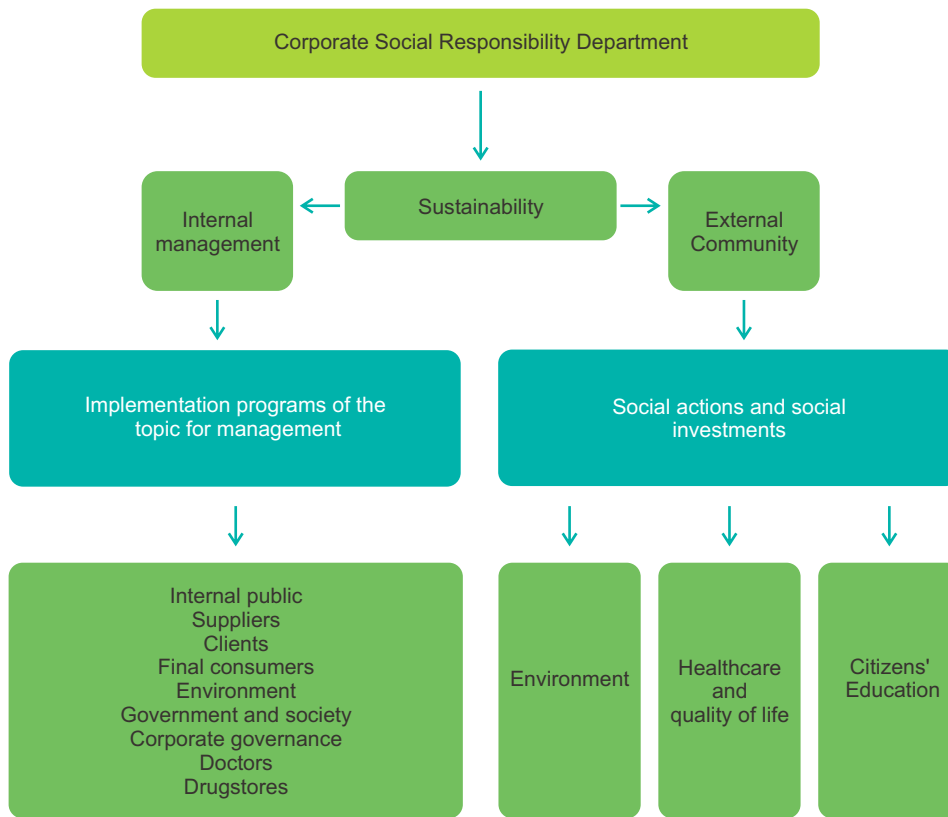 Corporate Social Responsibility Department
Internal
management
Sustainability
External
Community
Implementation programs of the
topic for management
Social actions and social
investments
Internal public
Suppliers
Clients
Final consumers
Environment
Government and society
Corporate governance
Doctors
Drugstores
Environment
Healthcare
and
quality of life
Citizens'
Education